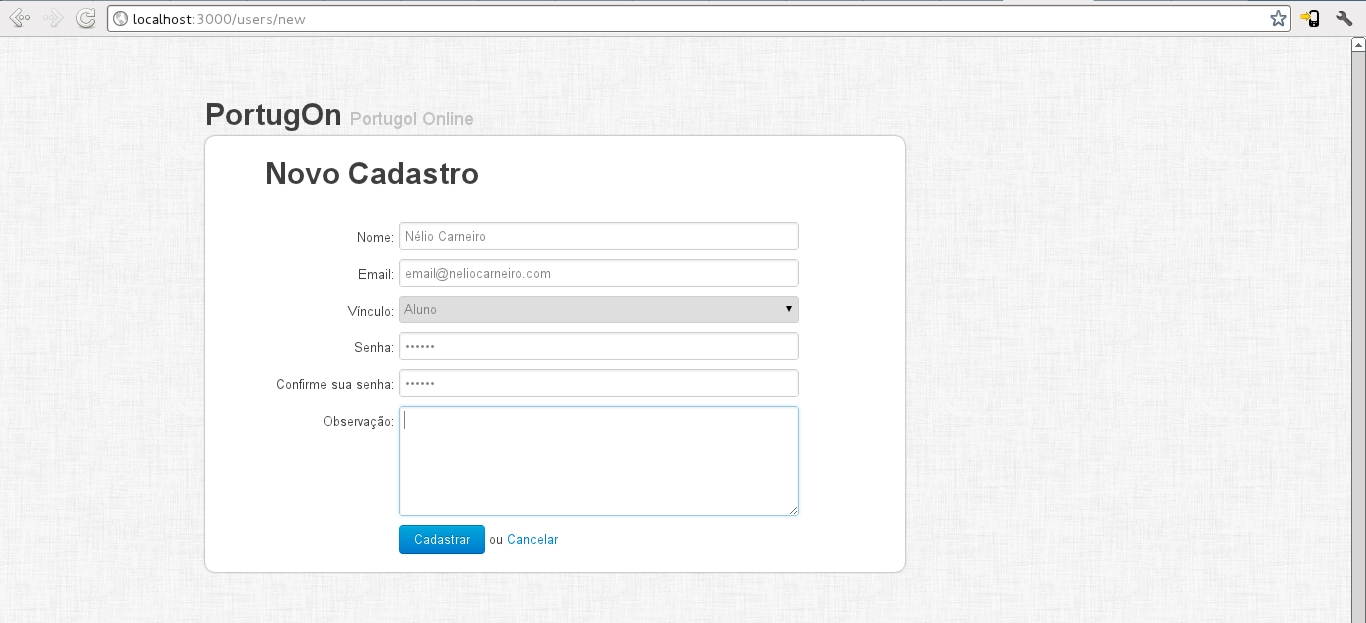 localhost:3000/users/new
PortugOn Portugol Online
Novo Cadastro
Nome: Nélio Carneiro
Email: email@neliocarneiro.com
Vínculo: Aluno
Senha: ••••••
Confirme sua senha: ••••••
Observação:
Cadastrar ou Cancelar